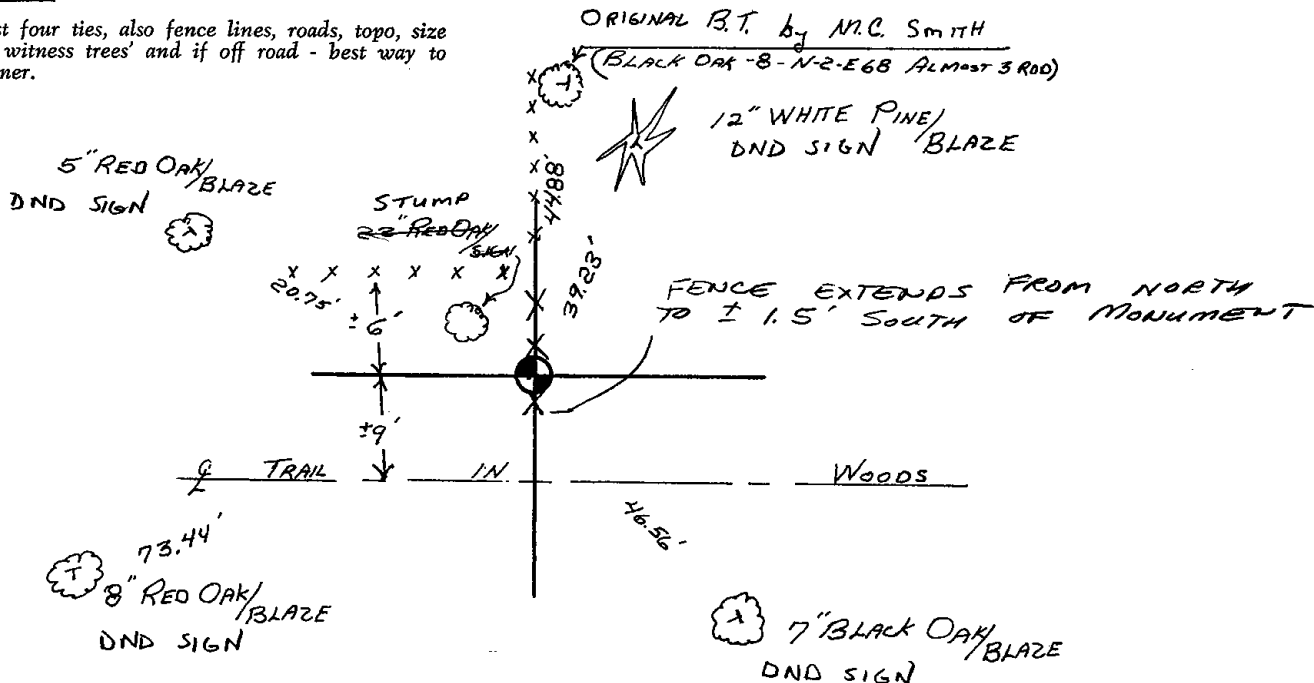 st four ties, also fence lines, roads, topo, size
witness trees' and if off road - best way to
ner.
ORIGINAL B.T. by N.C. SMITH
(BLACK OAK -8-N-2-E68 ALMOST 3 ROD)
12" WHITE PINE/
DND SIGN BLAZE
5" RED OAK/
BLAZE
DND SIGN
STUMP
22" RED OAK/
SIGN
44.88'
39.23'
20.75'
±6'
FENCE EXTENDS FROM NORTH
TO ± 1.5' SOUTH OF MONUMENT
±9'
℄ TRAIL IN WOODS
73.44'
46.56'
8" RED OAK/
BLAZE
DND SIGN
7" BLACK OAK/
BLAZE
DND SIGN